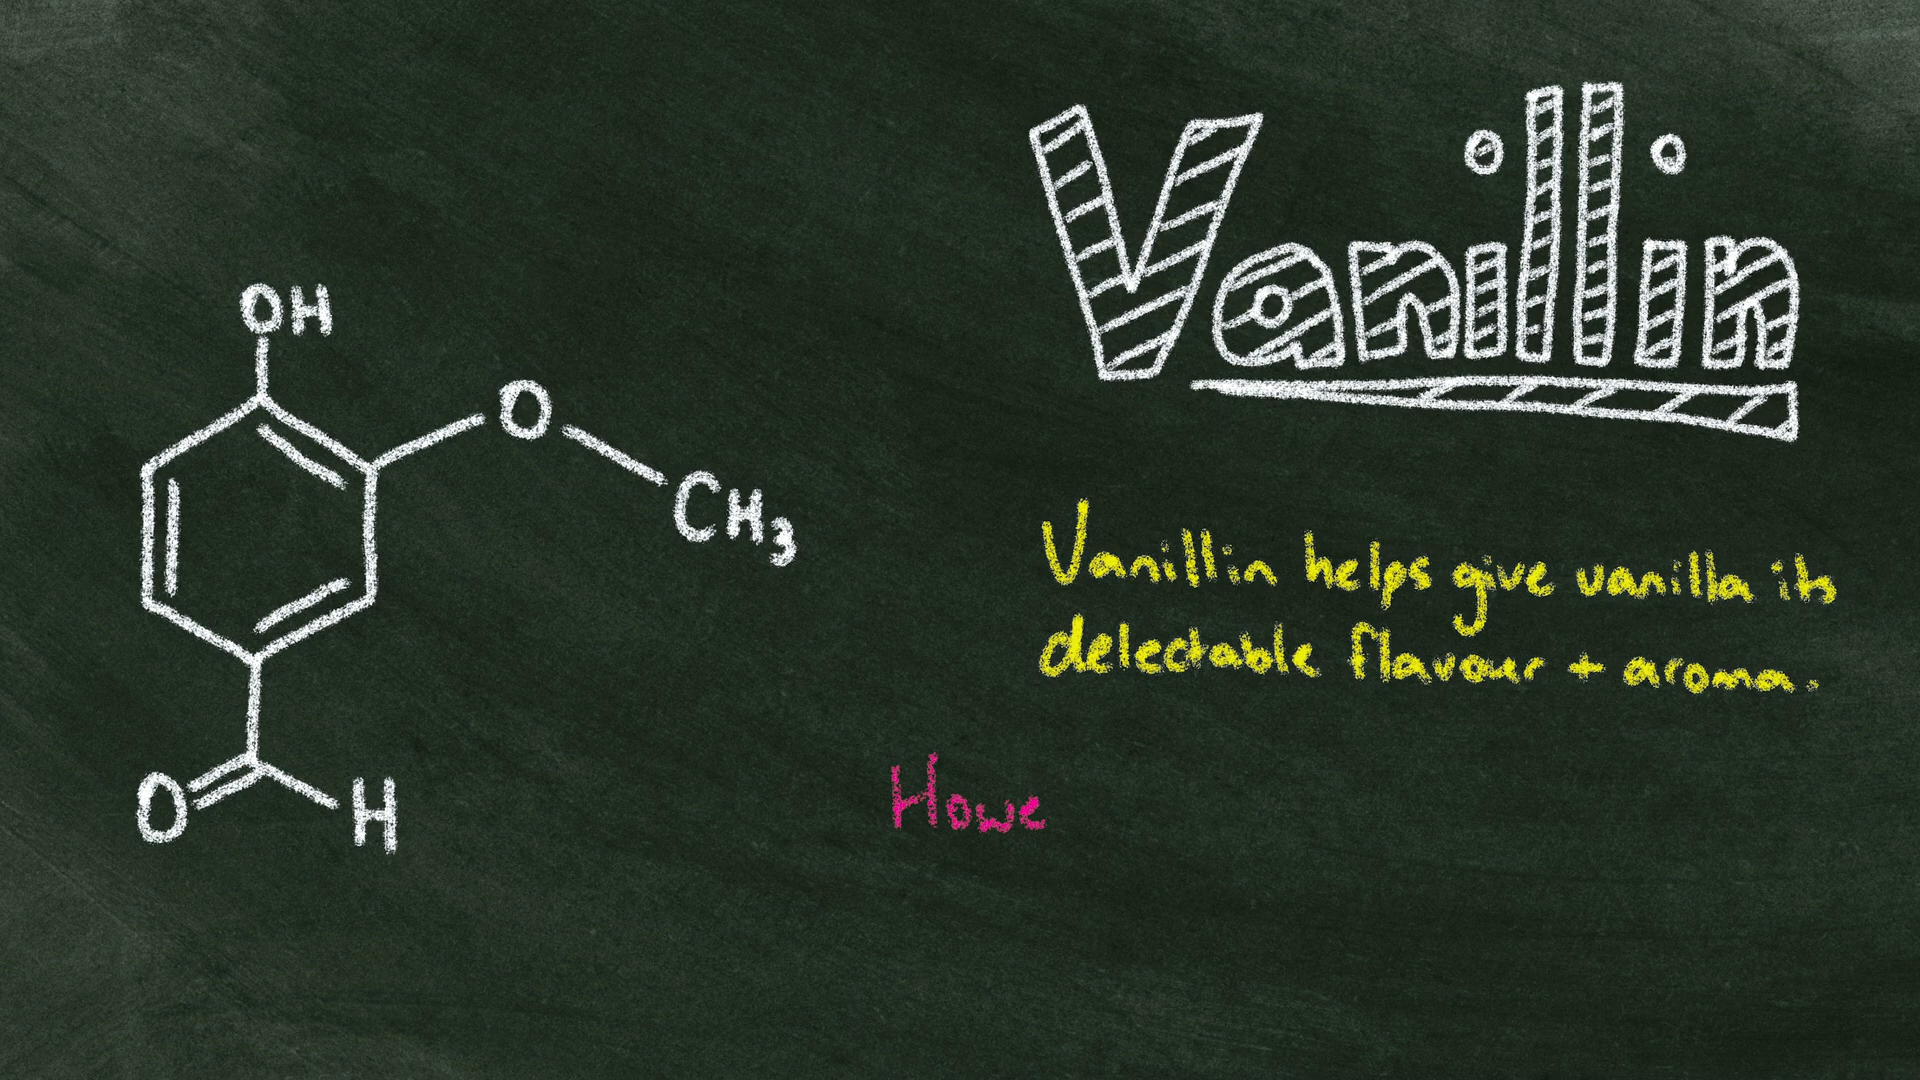 Vanillin
OH
O
CH3
Vanillin helps give vanilla its
delectable flavour + aroma.
O
H
Howe